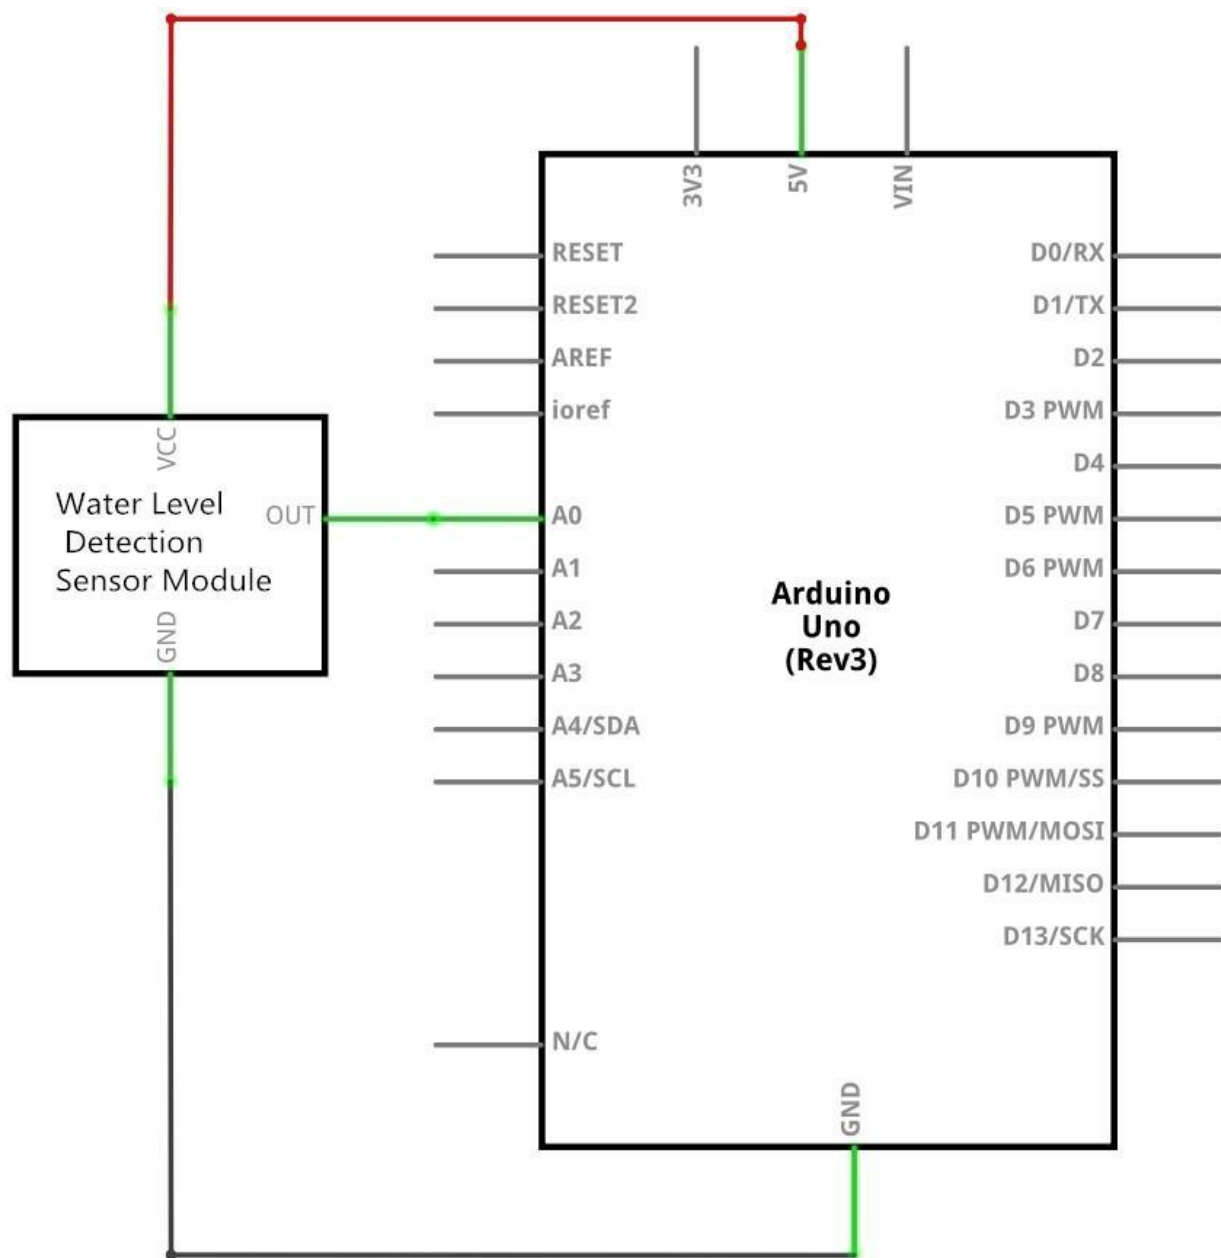 3V3
5V
VIN
RESET
RESET2
AREF
ioref
A0
A1
A2
A3
A4/SDA
A5/SCL
N/C
D0/RX
D1/TX
D2
D3 PWM
D4
D5 PWM
D6 PWM
D7
D8
D9 PWM
D10 PWM/SS
D11 PWM/MOSI
D12/MISO
D13/SCK
GND
Arduino
Uno
(Rev3)
VCC
Water Level
Detection
Sensor Module
OUT
GND